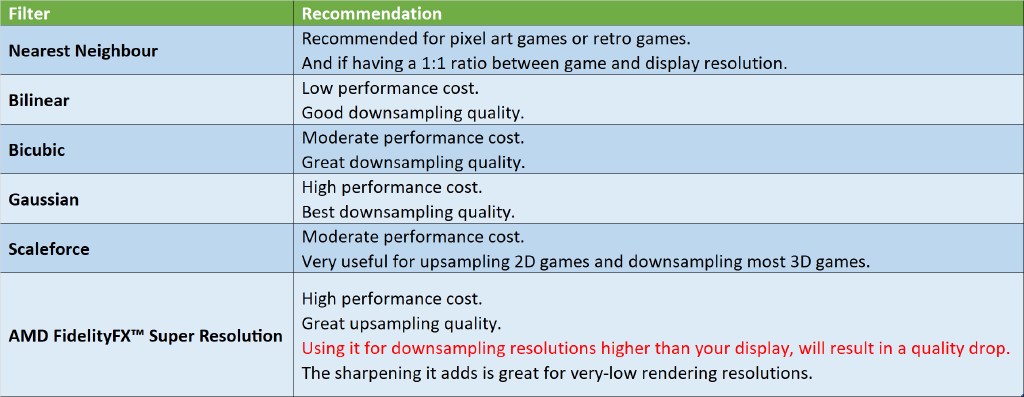 Filter Recommendation
Nearest Neighbour
Recommended for pixel art games or retro games.
And if having a 1:1 ratio between game and display resolution.
Bilinear
Low performance cost.
Good downsampling quality.
Bicubic
Moderate performance cost.
Great downsampling quality.
Gaussian
High performance cost.
Best downsampling quality.
Scaleforce
Moderate performance cost.
Very useful for upsampling 2D games and downsampling most 3D games.
AMD FidelityFX™ Super Resolution
High performance cost.
Great upsampling quality.
Using it for downsampling resolutions higher than your display, will result in a quality drop.
The sharpening it adds is great for very-low rendering resolutions.